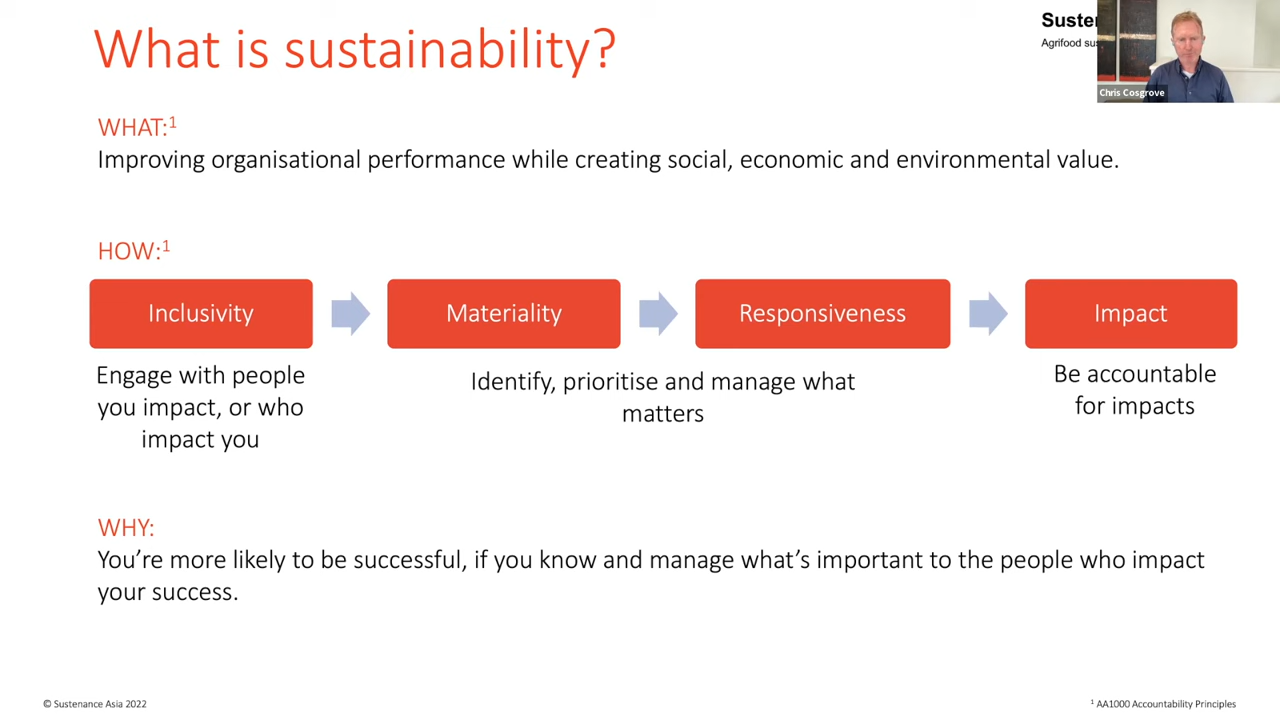 What is sustainability?
Agrifood
Chris Cosgrove
WHAT:¹
Improving organisational performance while creating social, economic and environmental value.
HOW:¹
Inclusivity
Materiality
Responsiveness
Impact
Engage with people
you impact, or who
impact you
Identify, prioritise and manage what
matters
Be accountable
for impacts
WHY:
You’re more likely to be successful, if you know and manage what’s important to the people who impact
your success.
© Sustenance Asia 2022
¹ AA1000 Accountability Principles